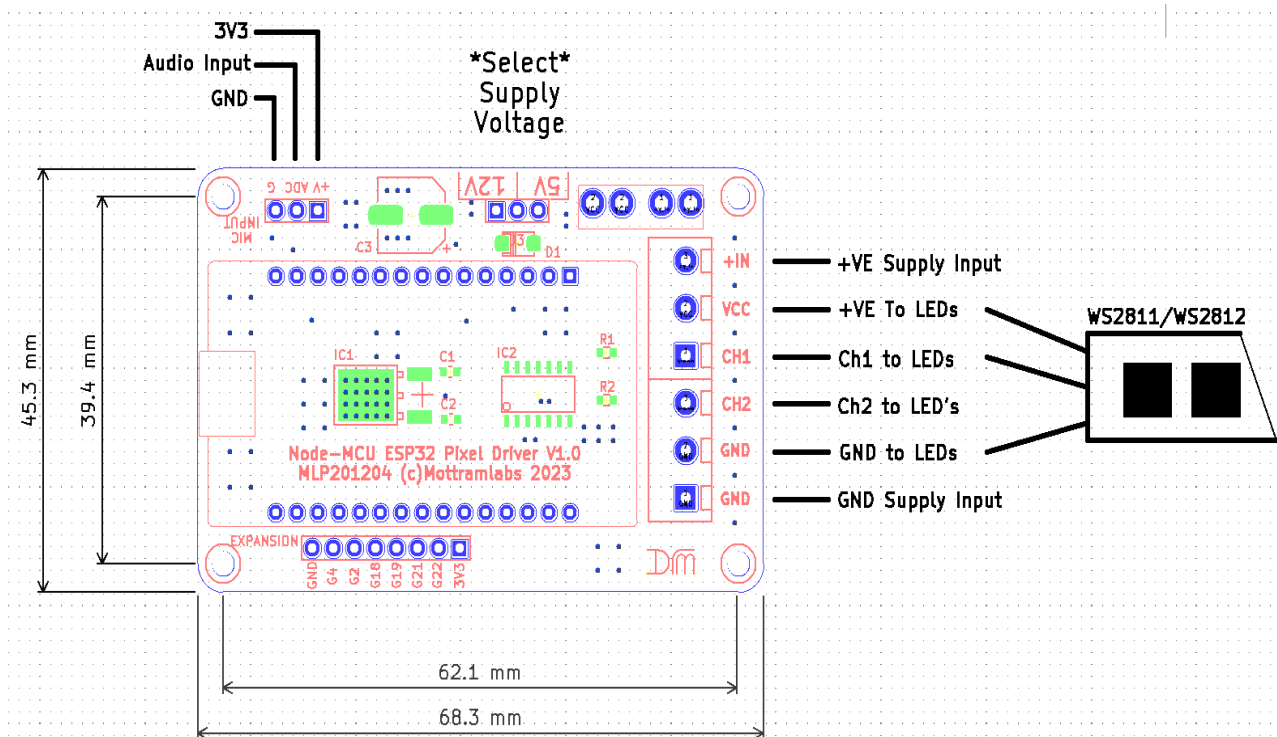 3V3
Audio Input
GND
*Select*
Supply
Voltage
G ADC V+
MIC
INPUT
12V 5V
C3
+
J3
D1
+IN
VCC
CH1
CH2
GND
GND
+VE Supply Input
+VE To LEDs
Ch1 to LEDs
Ch2 to LED's
GND to LEDs
GND Supply Input
WS2811/WS2812
IC1
C1
C2
IC2
R1
R2
Node-MCU ESP32 Pixel Driver V1.0
MLP201204 (c)Mottramlabs 2023
EXPANSION
GND G4 G2 G18 G19 G21 G22 3V3
45.3 mm
39.4 mm
62.1 mm
68.3 mm